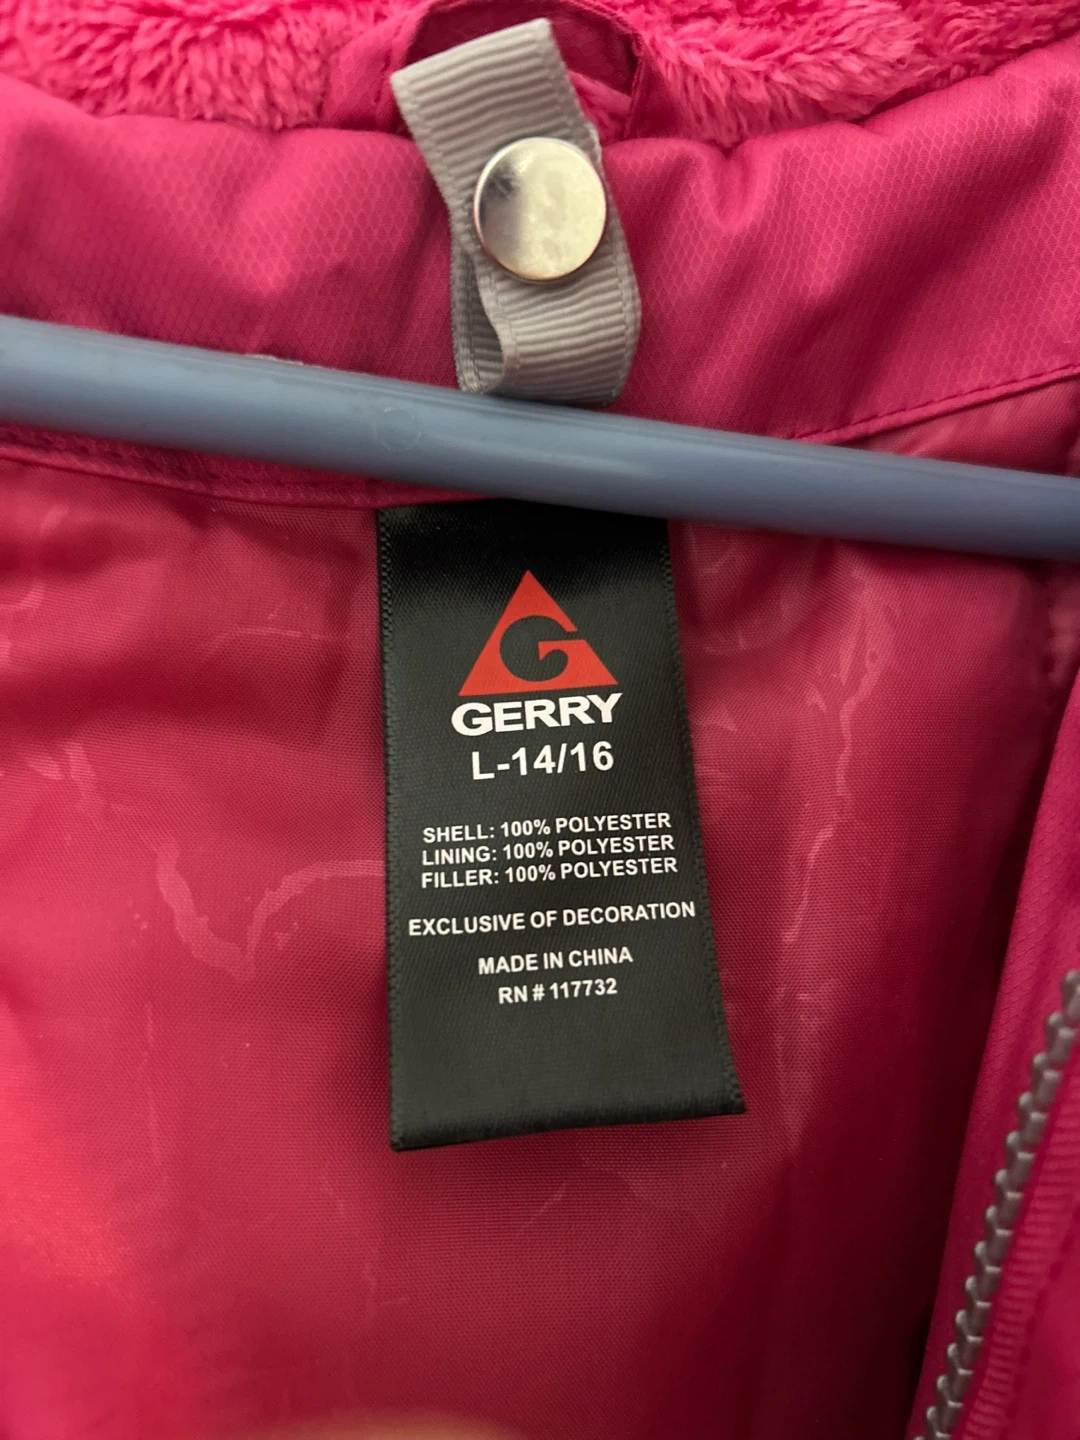 GERRY
L-14/16
SHELL: 100% POLYESTER
LINING: 100% POLYESTER
FILLER: 100% POLYESTER
EXCLUSIVE OF DECORATION
MADE IN CHINA
RN # 117732